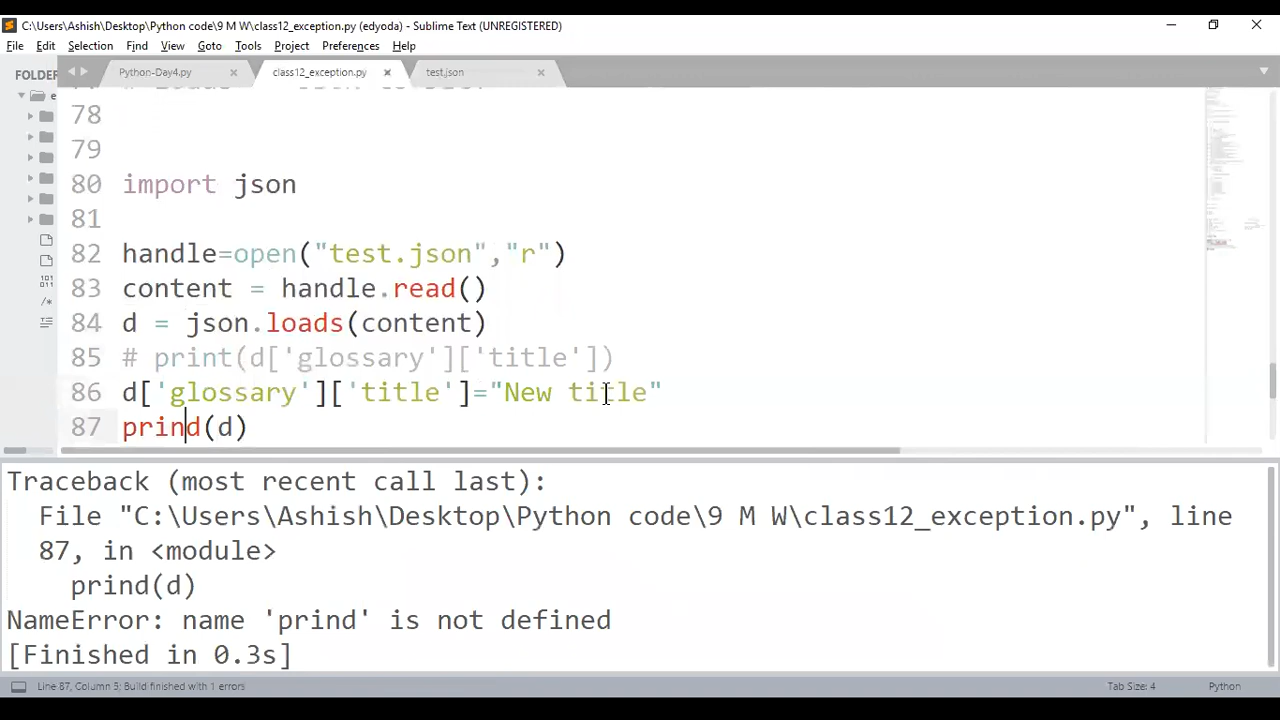 C:\Users\Ashish\Desktop\Python code\9 M W\class12_exception.py (edyoda) - Sublime Text (UNREGISTERED)
File Edit Selection Find View Goto Tools Project Preferences Help
FOLDER Python-Day4.py class12_exception.py test.json
78
79
80 import json
81
82 handle=open("test.json","r")
83 content = handle.read()
84 d = json.loads(content)
85 # print(d['glossary']['title'])
86 d['glossary']['title']="New title"
87 prind(d)
Traceback (most recent call last):
File "C:\Users\Ashish\Desktop\Python code\9 M W\class12_exception.py", line
87, in <module>
prind(d)
NameError: name 'prind' is not defined
[Finished in 0.3s]
Line 87, Column 5; Build finished with 1 errors Tab Size: 4 Python